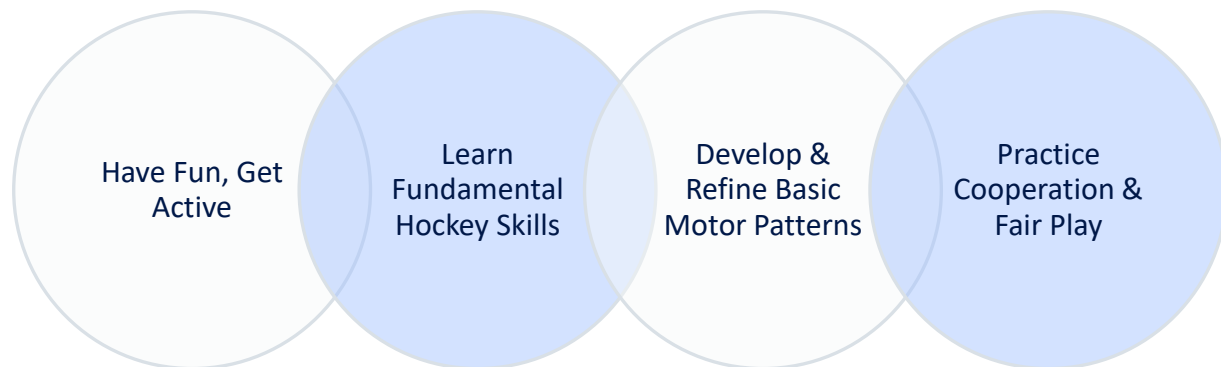 Have Fun, Get
Active
Learn
Fundamental
Hockey Skills
Develop &
Refine Basic
Motor Patterns
Practice
Cooperation &
Fair Play